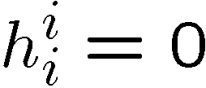 $h_i^i = 0$